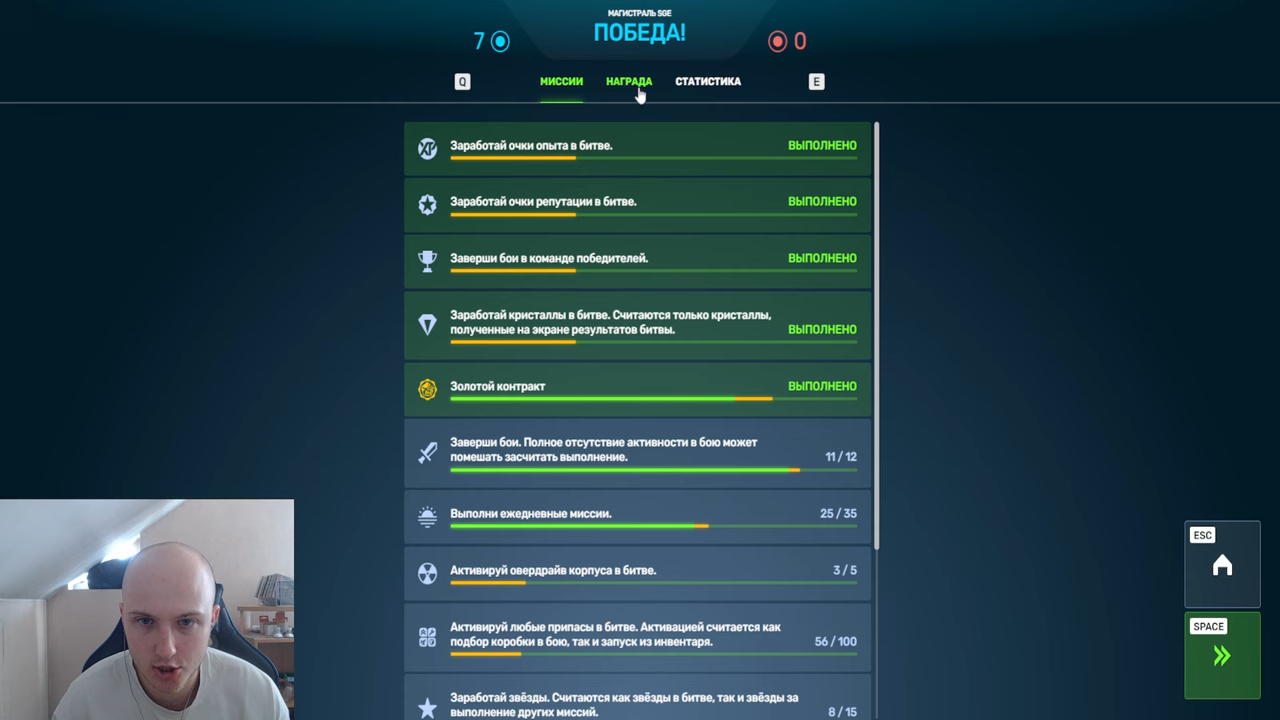 МАГИСТРАЛЬ SGE
ПОБЕДА!
7
0
Q
МИССИИ
НАГРАДА
СТАТИСТИКА
E
XP
Заработай очки опыта в битве.
ВЫПОЛНЕНО
Заработай очки репутации в битве.
ВЫПОЛНЕНО
Заверши бои в команде победителей.
ВЫПОЛНЕНО
Заработай кристаллы в битве. Считаются только кристаллы,
полученные на экране результатов битвы.
ВЫПОЛНЕНО
Золотой контракт
ВЫПОЛНЕНО
Заверши бои. Полное отсутствие активности в бою может
помешать засчитать выполнение.
11 / 12
Выполни ежедневные миссии.
25 / 35
Активируй овердрайв корпуса в битве.
3 / 5
Активируй любые припасы в битве. Активацией считается как
подбор коробки в бою, так и запуск из инвентаря.
56 / 100
Заработай звёзды. Считаются как звёзды в битве, так и звёзды за
выполнение других миссий.
8 / 15
ESC
SPACE